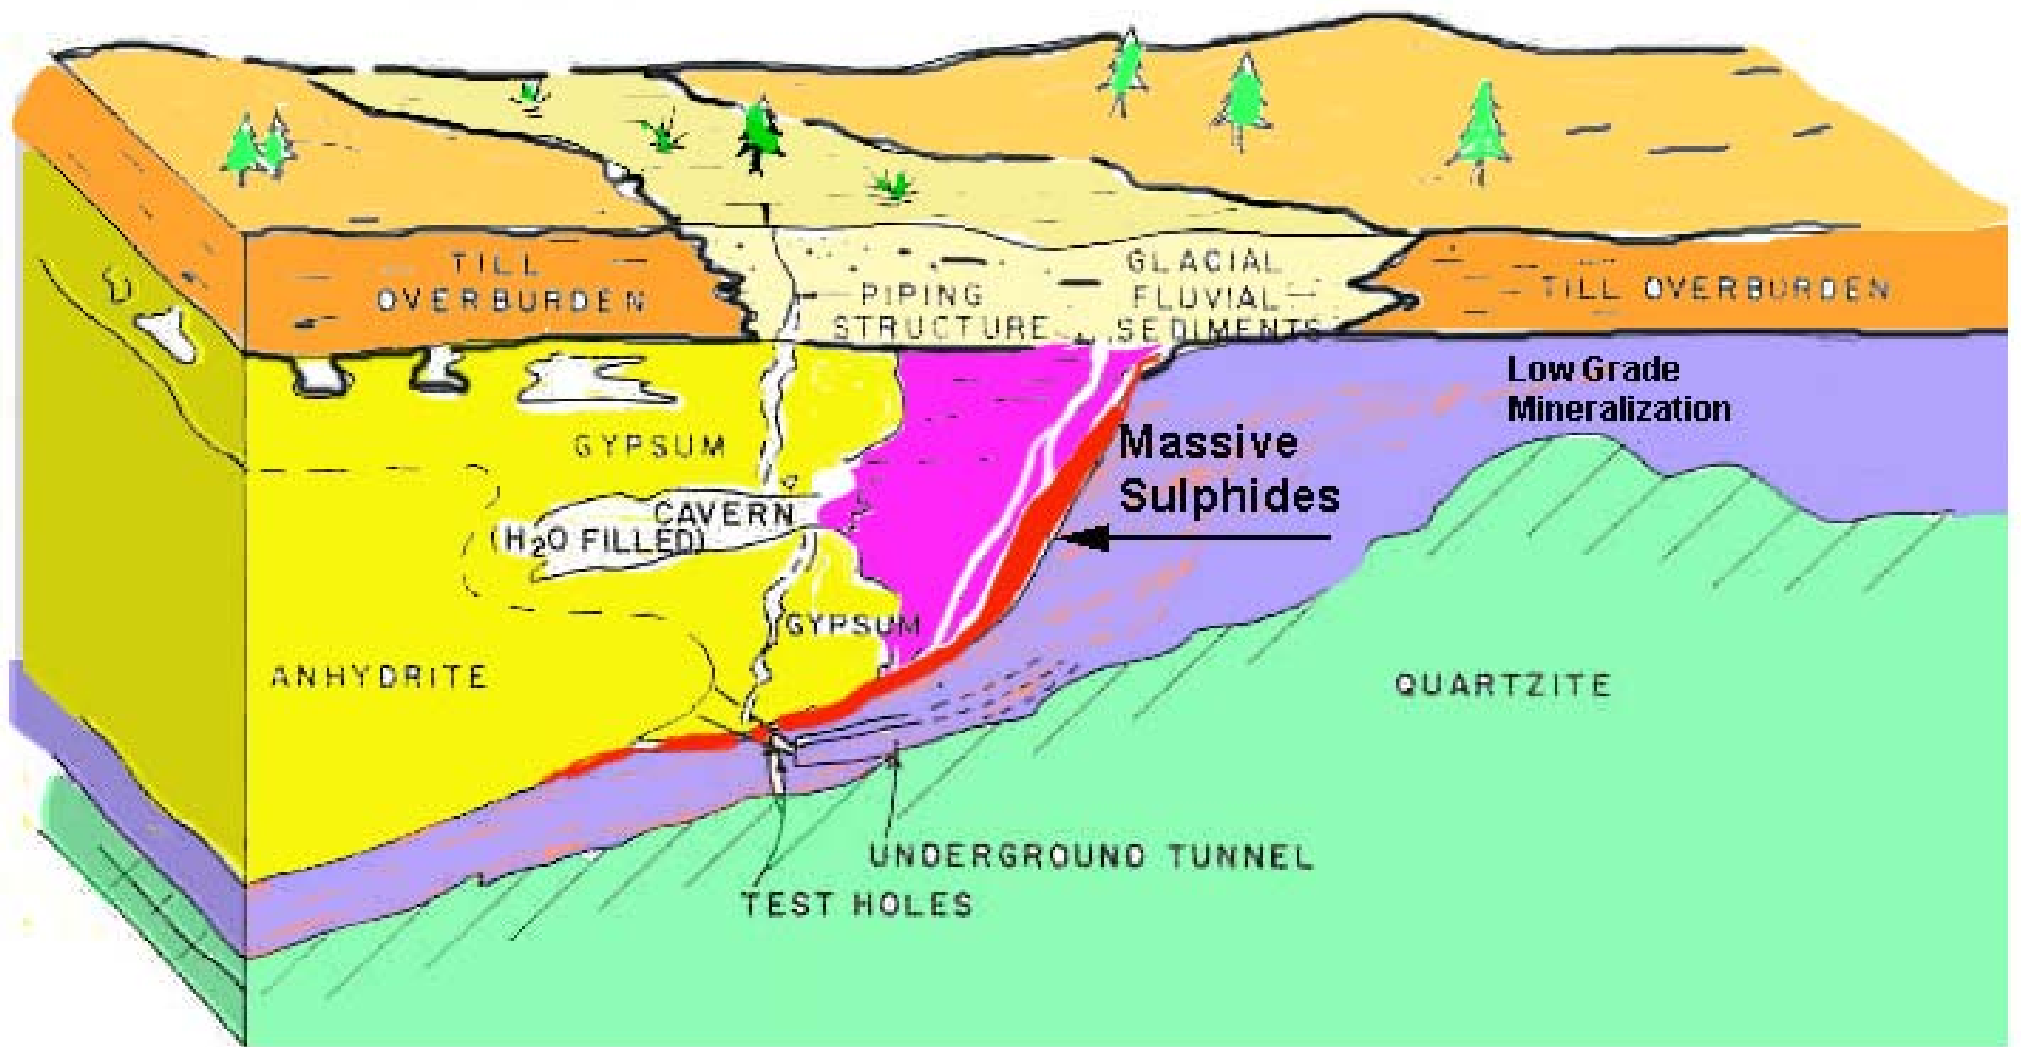 TILL
OVERBURDEN
PIPING
STRUCTURE
GLACIAL
FLUVIAL
SEDIMENTS
TILL OVERBURDEN
Low Grade
Mineralization
GYPSUM
Massive
Sulphides
CAVERN
(H2O FILLED)
GYPSUM
ANHYDRITE
QUARTZITE
UNDERGROUND TUNNEL
TEST HOLES